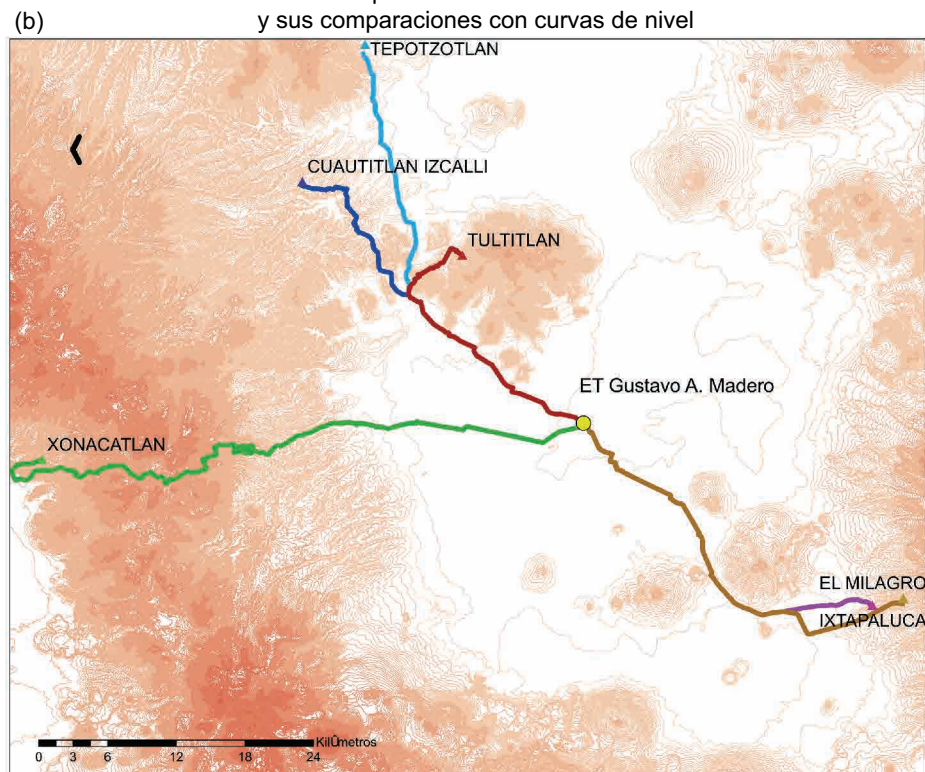 (b)
y sus comparaciones con curvas de nivel
TEPOTZOTLAN
CUAUTITLAN IZCALLI
TULTITLAN
ET Gustavo A. Madero
XONACATLAN
EL MILAGRO
IXTAPALUCA
KilÛmetros
0 3 6 12 18 24